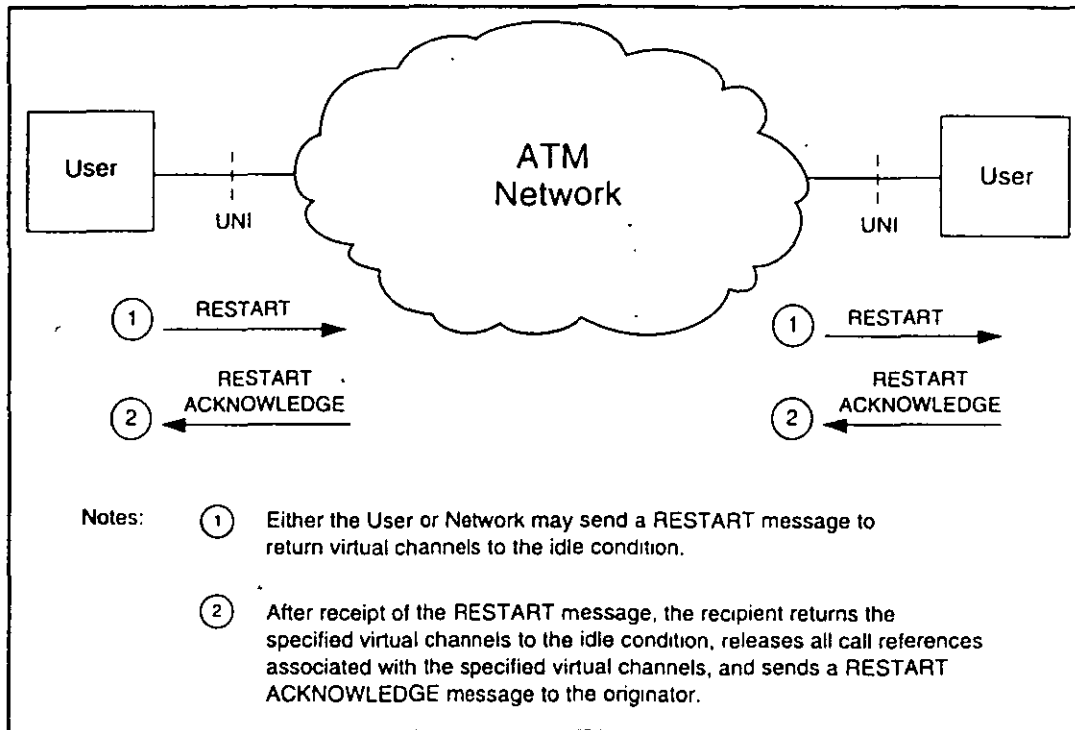 ATM
Network
User
UNI
User
UNI
1 RESTART
2 RESTART
ACKNOWLEDGE
1 RESTART
2 RESTART
ACKNOWLEDGE
Notes: 1 Either the User or Network may send a RESTART message to
return virtual channels to the idle condition.
2 After receipt of the RESTART message, the recipient returns the
specified virtual channels to the idle condition, releases all call references
associated with the specified virtual channels, and sends a RESTART
ACKNOWLEDGE message to the originator.